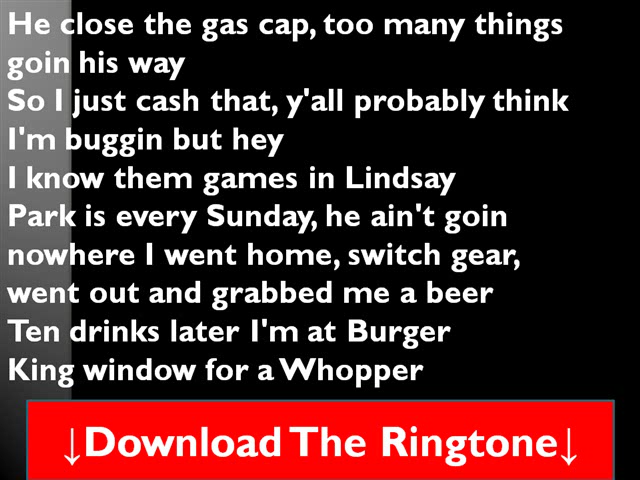 He close the gas cap, too many things
goin his way
So I just cash that, y'all probably think
I'm buggin but hey
I know them games in Lindsay
Park is every Sunday, he ain't goin
nowhere I went home, switch gear,
went out and grabbed me a beer
Ten drinks later I'm at Burger
King window for a Whopper
↓Download The Ringtone↓